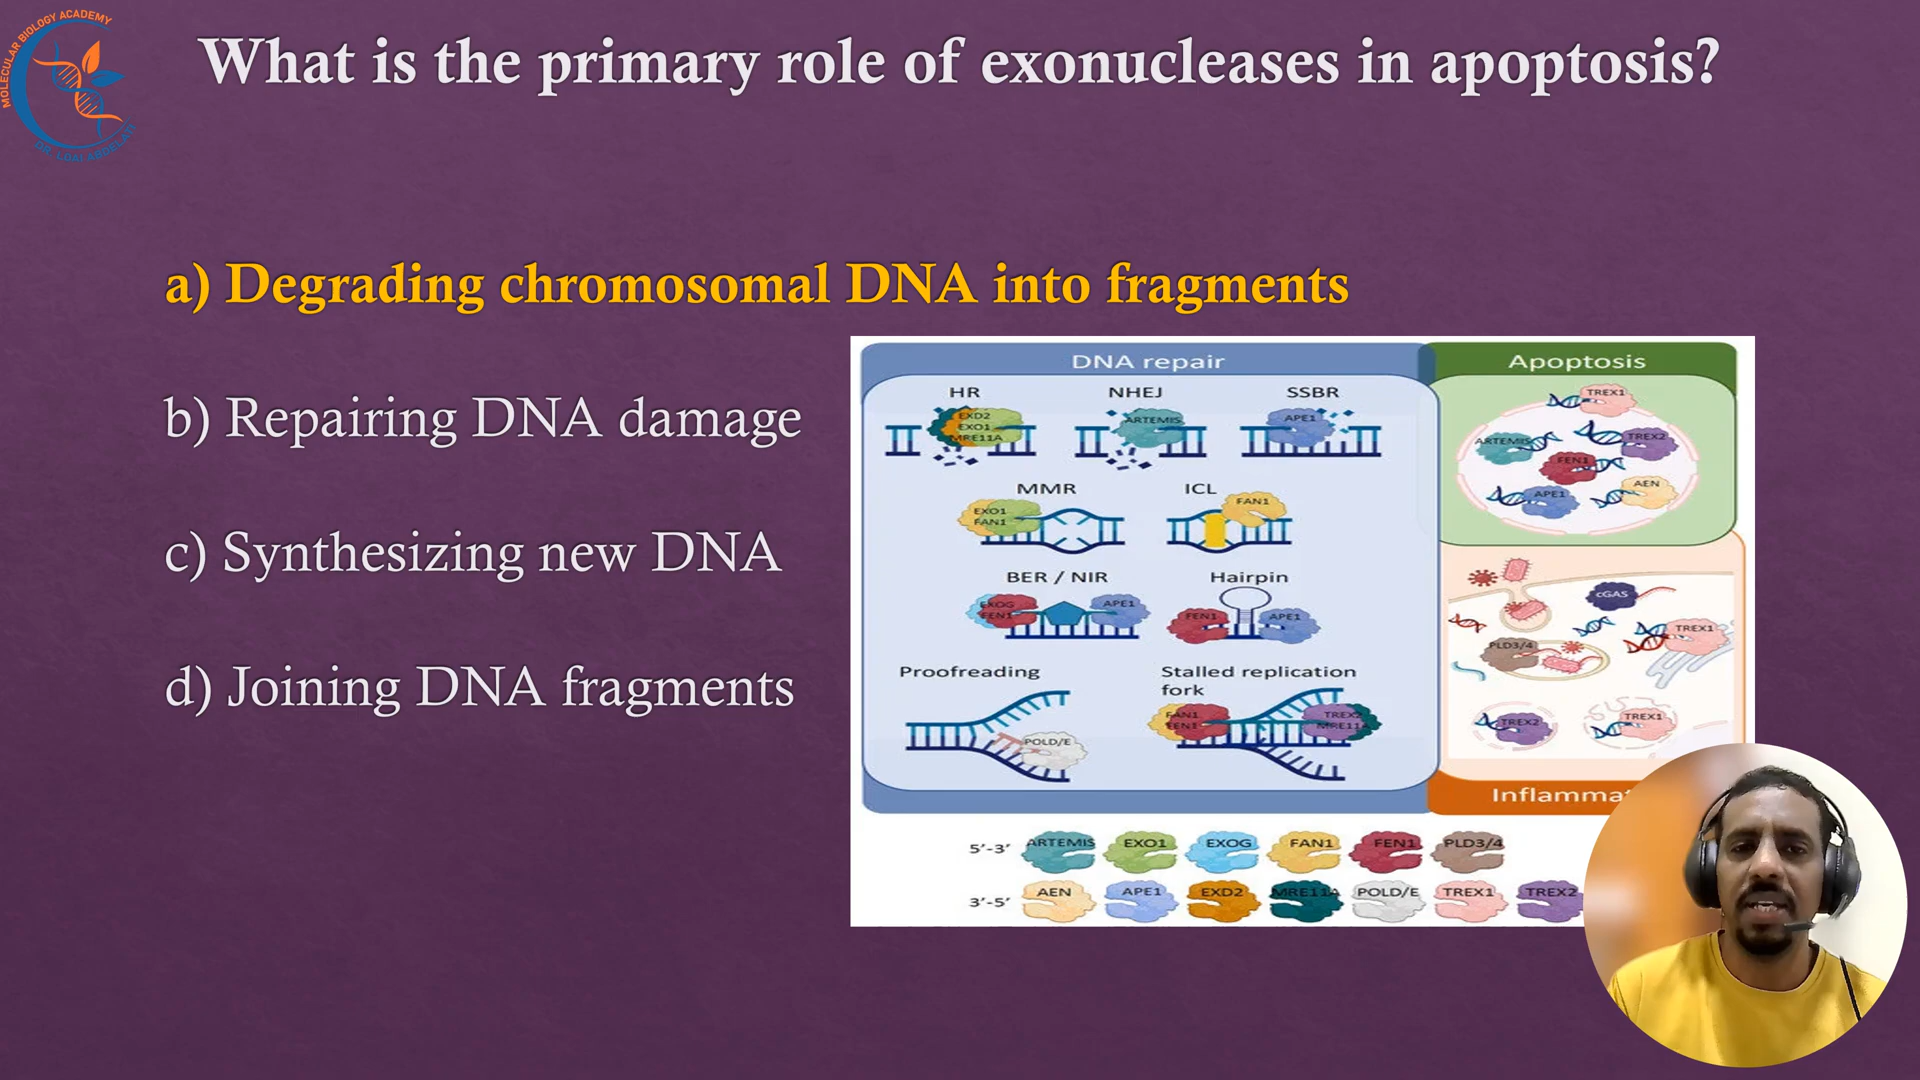 MOLECULAR BIOLOGY ACADEMY
What is the primary role of exonucleases in apoptosis?
a) Degrading chromosomal DNA into fragments
b) Repairing DNA damage
c) Synthesizing new DNA
d) Joining DNA fragments
DNA repair
HR
NHEJ
SSBR
EXD2
EXO1
MRE11A
ARTEMIS
APE1
MMR
ICL
EXO1
FAN1
FAN1
BER / NIR
Hairpin
EXOG
FEN1
APE1
FEN1
APE1
Proofreading
Stalled replication
fork
POLD/E
FAN1
FEN1
TREX2
MRE11A
Apoptosis
TREX1
ARTEMIS
TREX2
FEN1
APE1
AEN
cGAS
PLD3/4
TREX1
TREX2
TREX1
Inflamma
5'-3' ARTEMIS EXO1 EXOG FAN1 FEN1 PLD3/4
3'-5' AEN APE1 EXD2 MRE11A POLD/E TREX1 TREX2